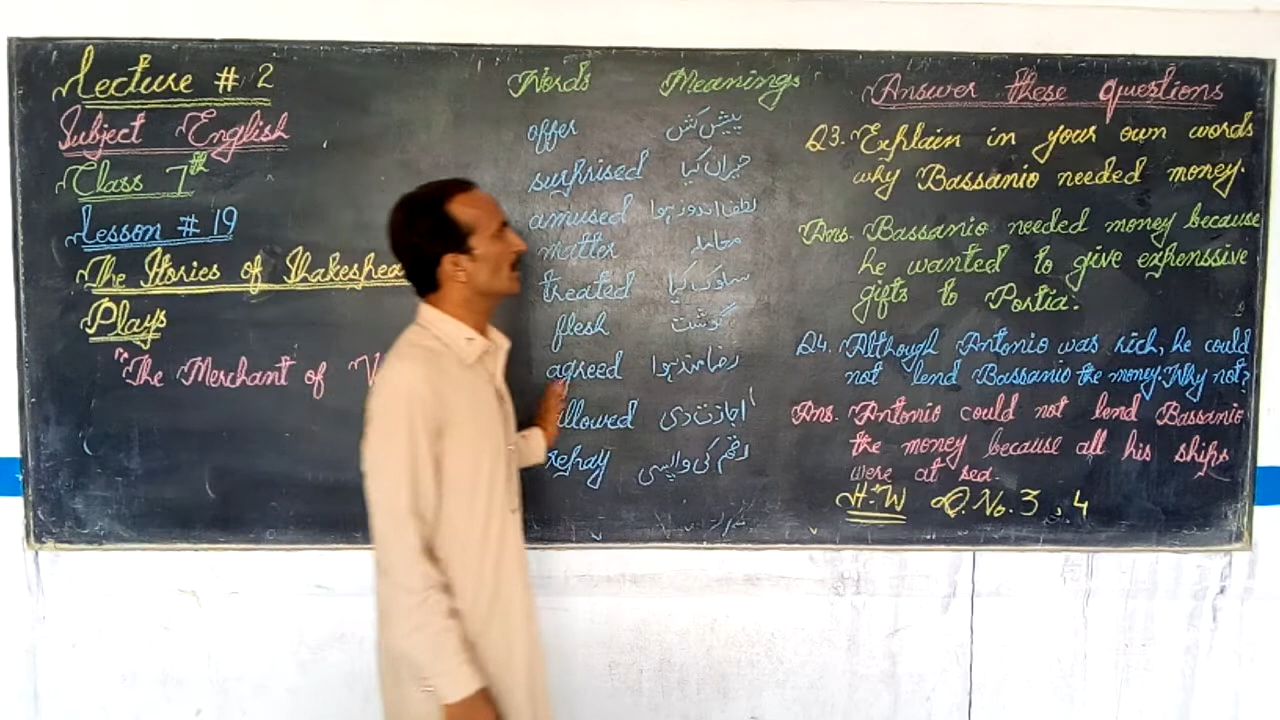 Lecture # 2
Subject English
Class 7th
Lesson # 19
The Stories of Shakespea
Plays
"The Merchant of V
Words Meanings
offer پیش کش
surprised حیران کیا
amused لطف اندوز ہوا
matter معاملہ
treated سلوک کیا
flesh گوشت
agreed رضا مند ہوا
allowed اجازت دی
repay رقم کی واپسی
Answer these questions
Q3. Explain in your own words
why Bassanio needed money.
Ans. Bassanio needed money because
he wanted to give expenssive
gifts to Portia.
Q4. Although Antonio was rich, he could
not lend Bassanio the money. Why not?
Ans. Antonio could not lend Bassanio
the money because all his ships
were at sea.
H.W Q.No. 3, 4